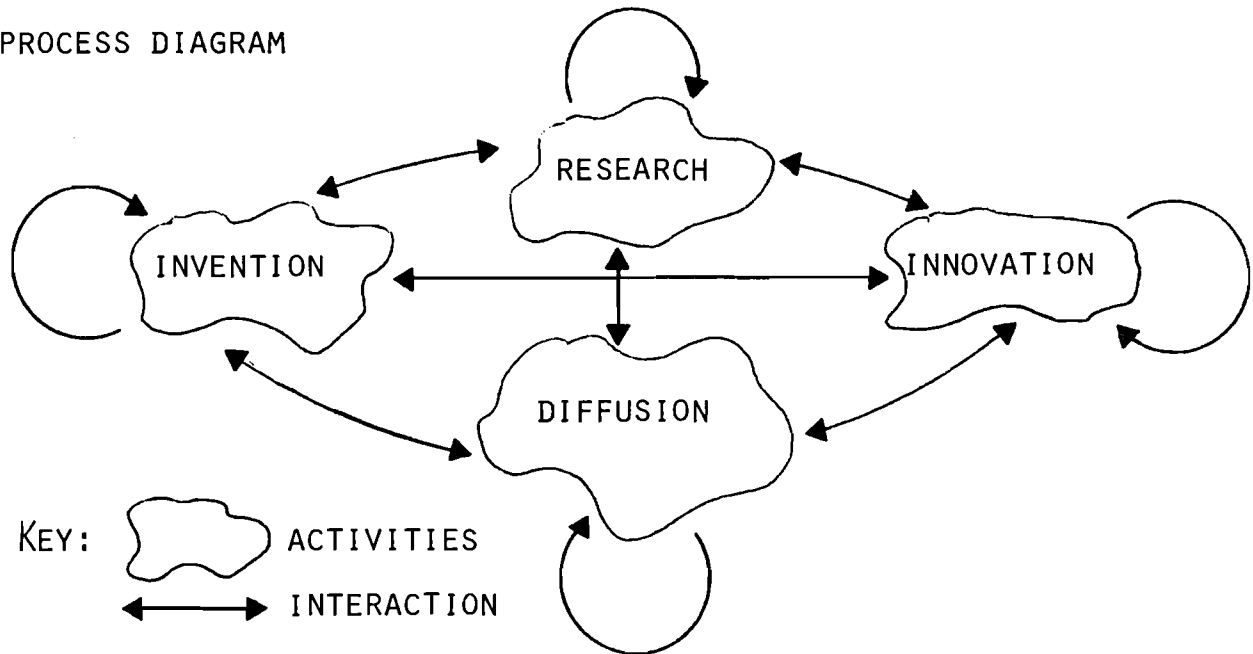 PROCESS DIAGRAM
RESEARCH
INVENTION
INNOVATION
DIFFUSION
KEY:
ACTIVITIES
INTERACTION